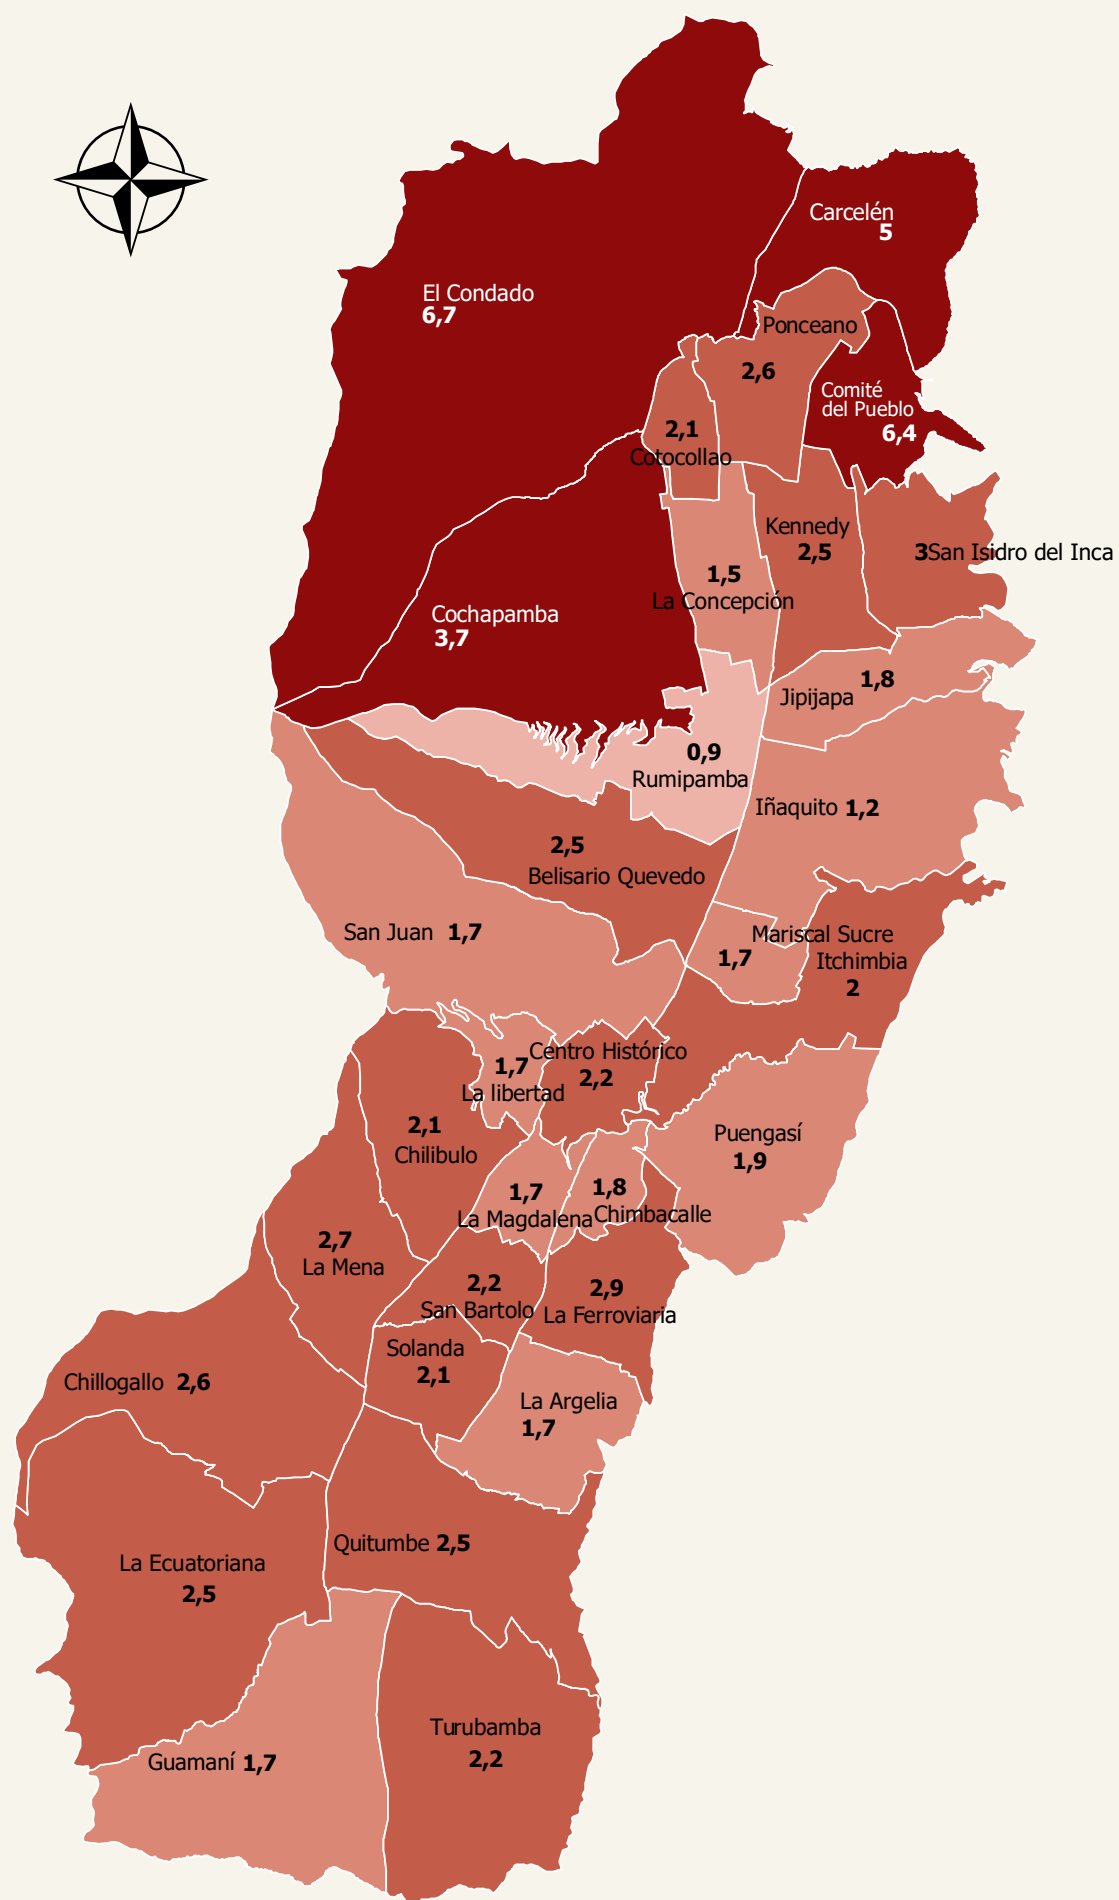 Carcelén
5
El Condado
6,7
Ponceano
2,6
Comité
del Pueblo
6,4
2,1
Cotocollao
Kennedy
2,5
3San Isidro del Inca
1,5
La Concepción
Cochapamba
3,7
1,8
Jipijapa
0,9
Rumipamba
Iñaquito 1,2
2,5
Belisario Quevedo
San Juan 1,7
Mariscal Sucre
1,7
Itchimbia
2
Centro Histórico
2,2
1,7
La libertad
2,1
Chilibulo
Puengasí
1,9
1,7
La Magdalena
1,8
Chimbacalle
2,7
La Mena
2,2
San Bartolo
2,9
La Ferroviaria
Solanda
2,1
Chillogallo 2,6
La Argelia
1,7
Quitumbe 2,5
La Ecuatoriana
2,5
Turubamba
2,2
Guamaní 1,7